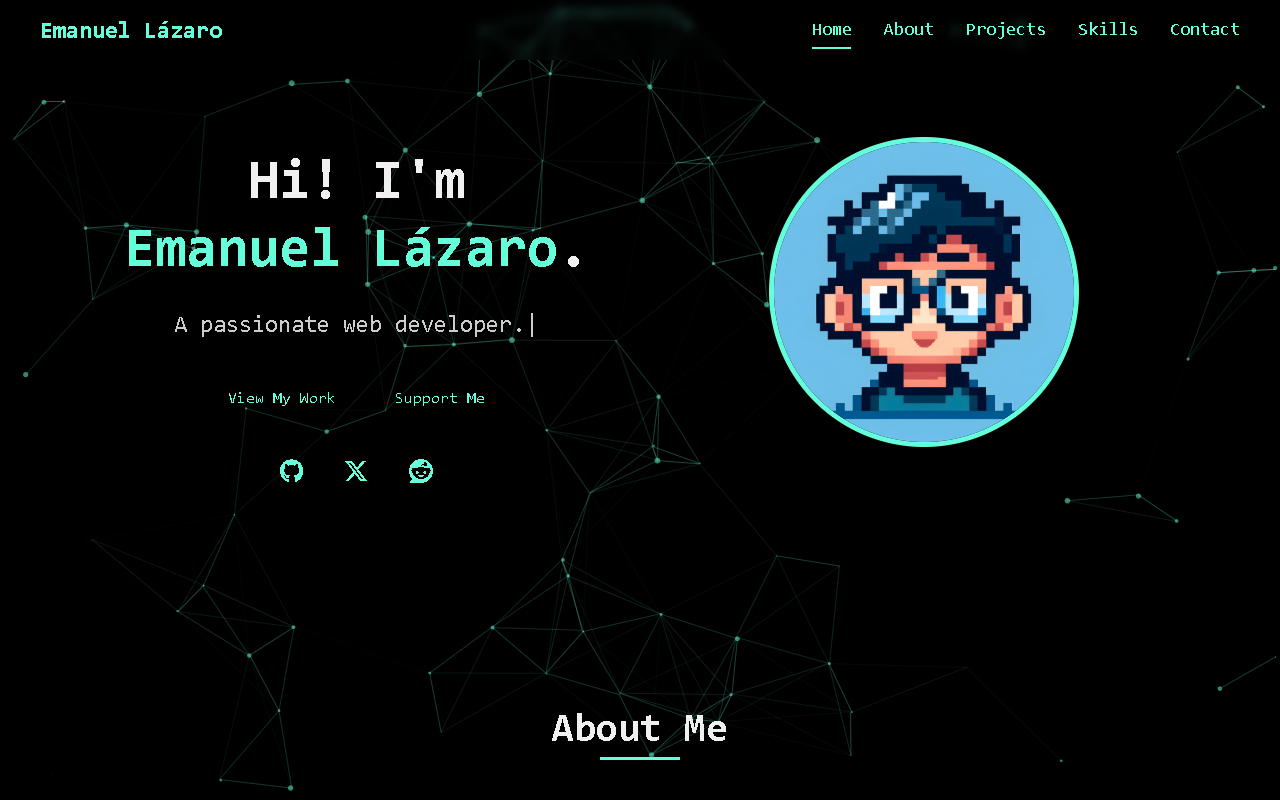 Emanuel Lázaro
Home About Projects Skills Contact
Hi! I'm
Emanuel Lázaro.
A passionate web developer.|
View My Work Support Me
About Me